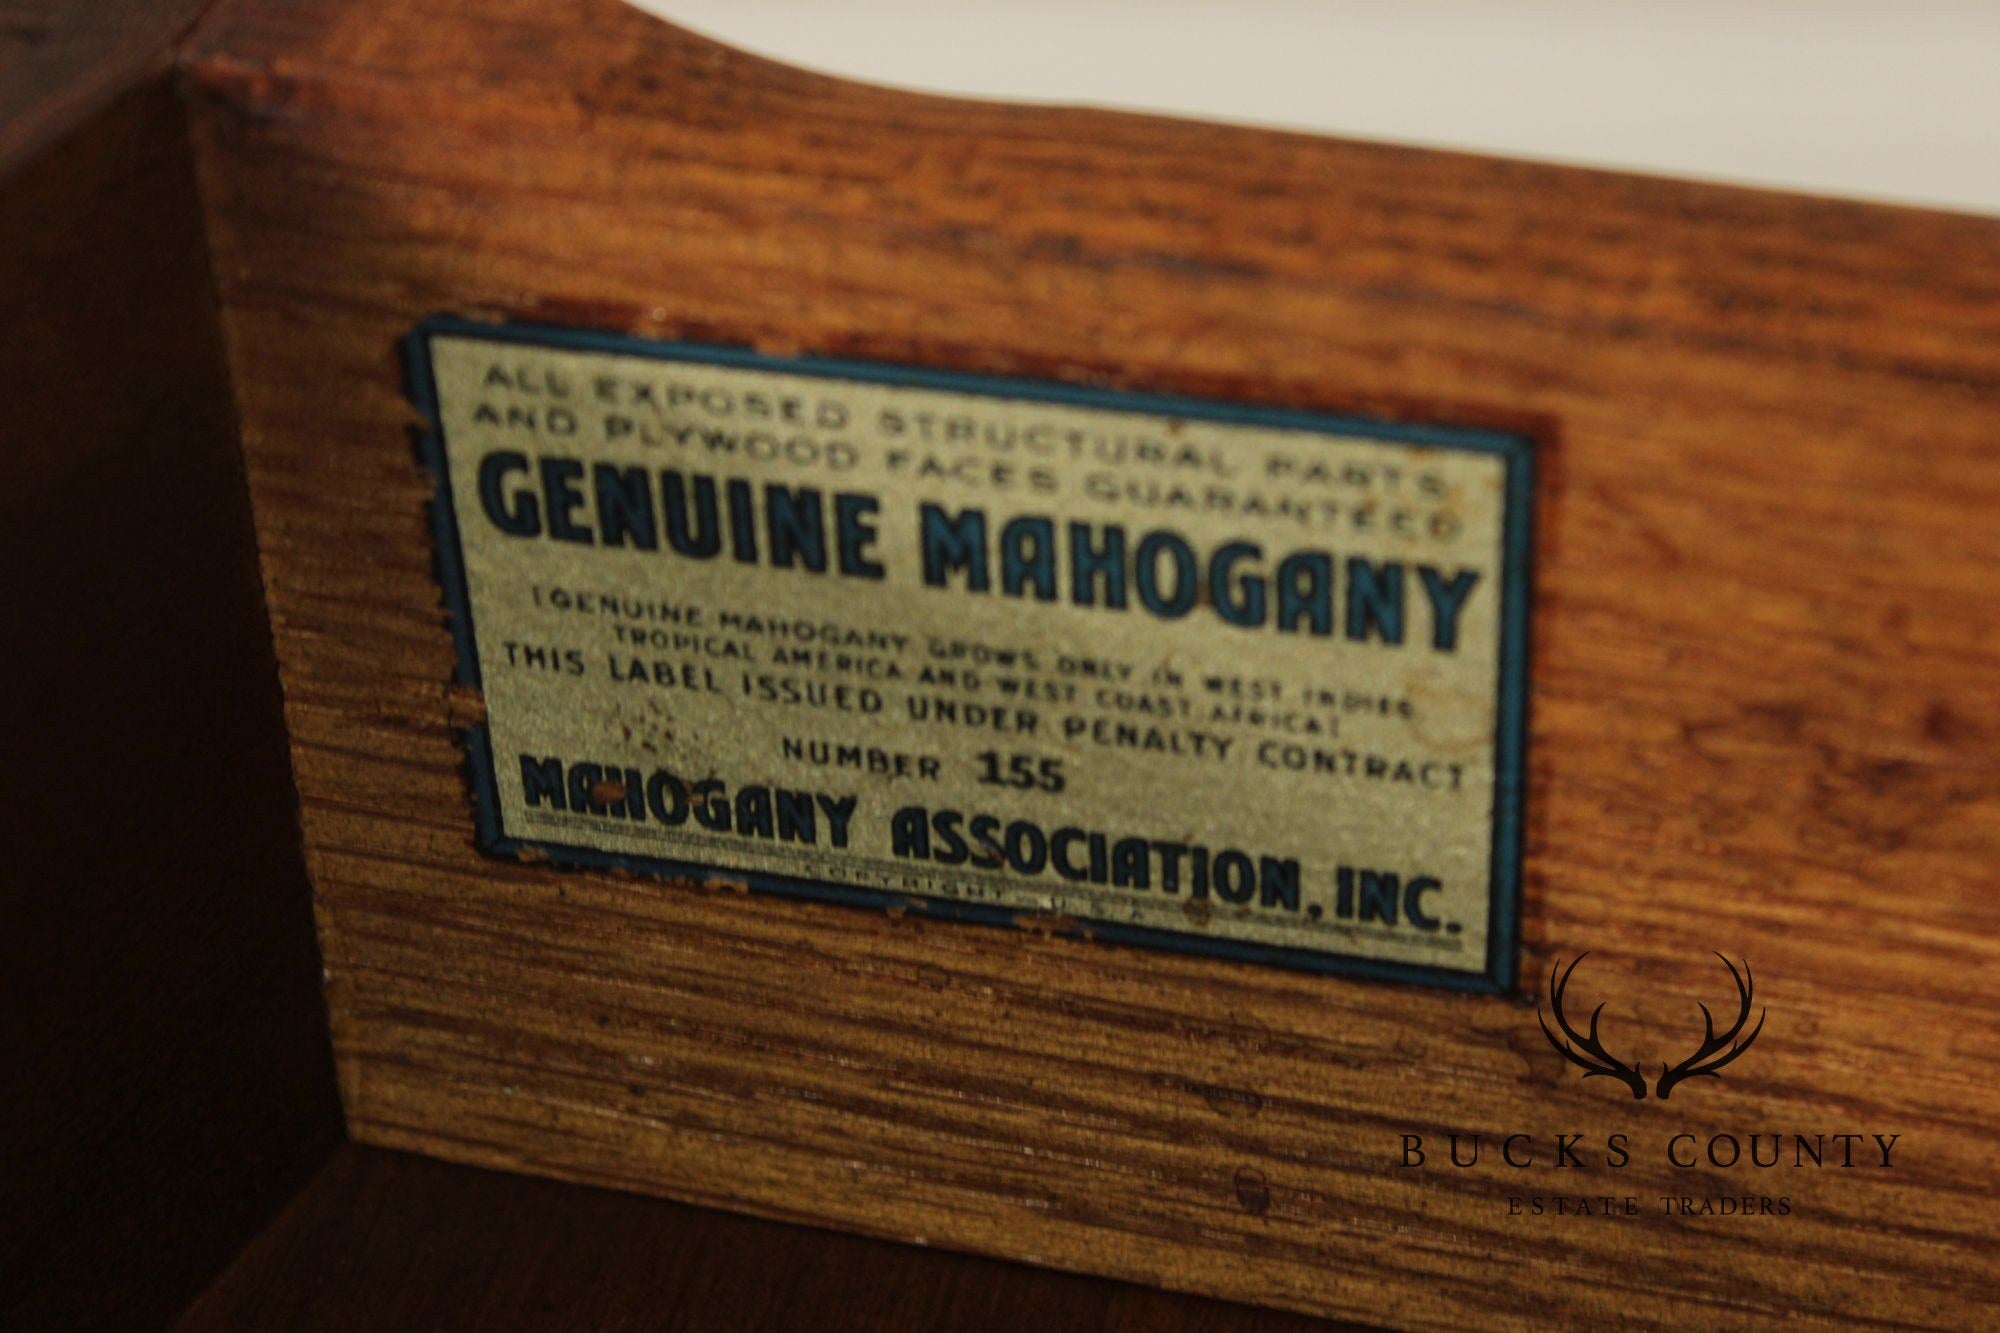 ALL EXPOSED STRUCTURAL PARTS
AND PLYWOOD FACES GUARANTEED
GENUINE MAHOGANY
[GENUINE MAHOGANY GROWS ONLY IN WEST INDIES
TROPICAL AMERICA AND WEST COAST AFRICA]
THIS LABEL ISSUED UNDER PENALTY CONTRACT
NUMBER 155
MAHOGANY ASSOCIATION, INC.
COPYRIGHT U.S.A.
BUCKS COUNTY
ESTATE TRADERS